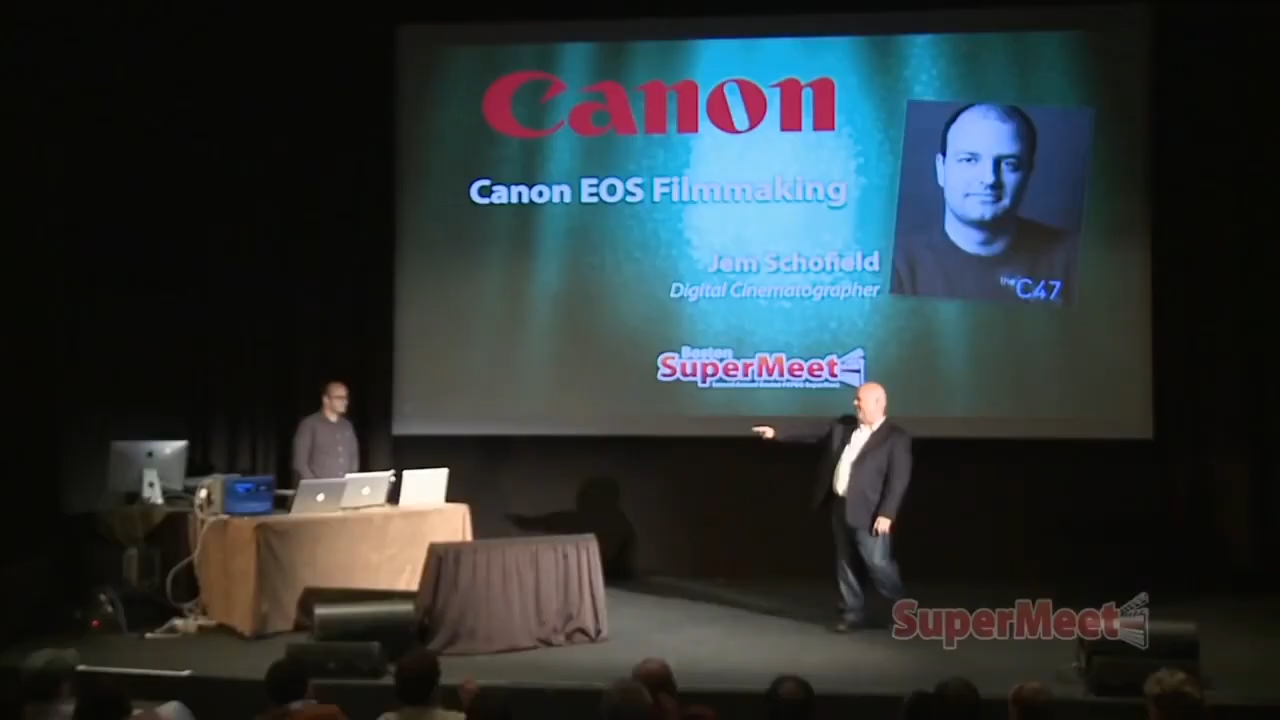 Canon
Canon EOS Filmmaking
Jem Schofield
Digital Cinematographer
the C47
Boston
SuperMeet
SuperMeet